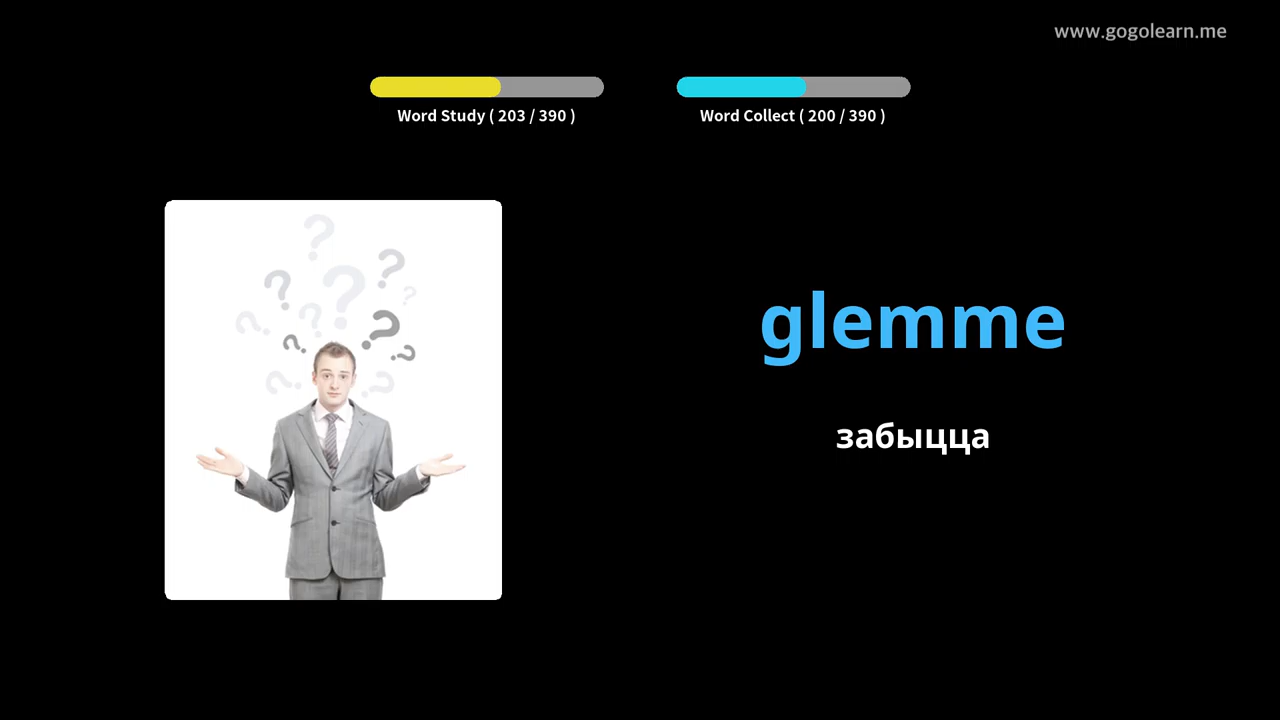 www.gogolearn.me
Word Study ( 203 / 390 )
Word Collect ( 200 / 390 )
? ? ? ? ? ? ? ? ? ? ? ?
glemme
забыцца